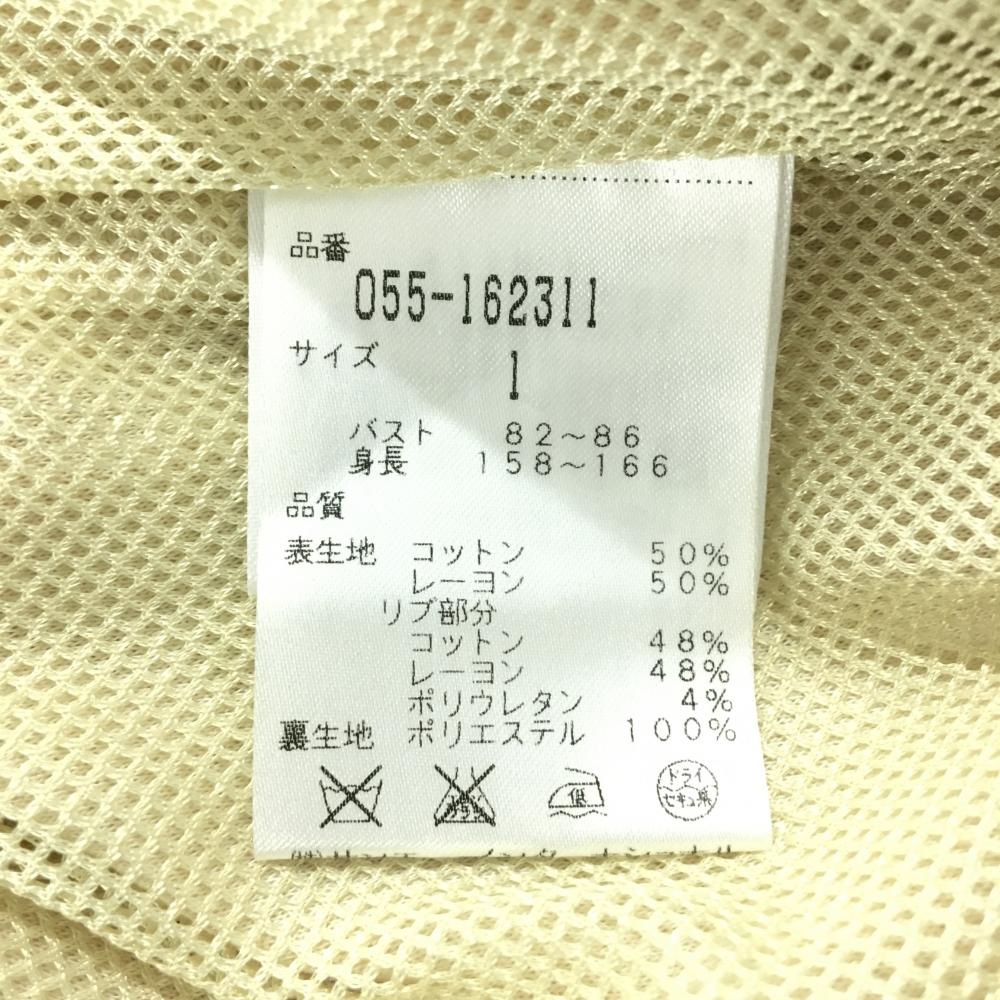 品番
055-162311
サイズ
1
バスト 82～86
身長 158～166
品質
表生地 コットン 50%
レーヨン 50%
リブ部分
コットン 48%
レーヨン 48%
ポリウレタン 4%
裏生地 ポリエステル 100%
低 ドライ
セキユ系